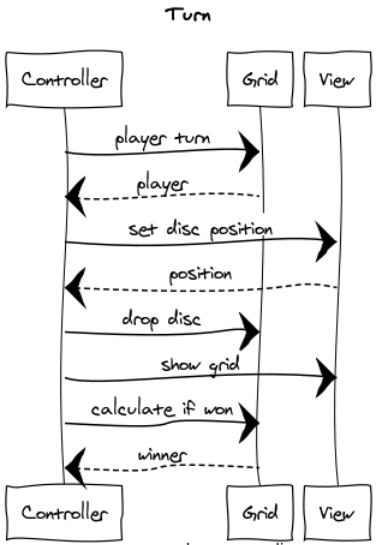 Turn
Controller Grid View
player turn
player
set disc position
position
drop disc
show grid
calculate if won
winner
Controller Grid View